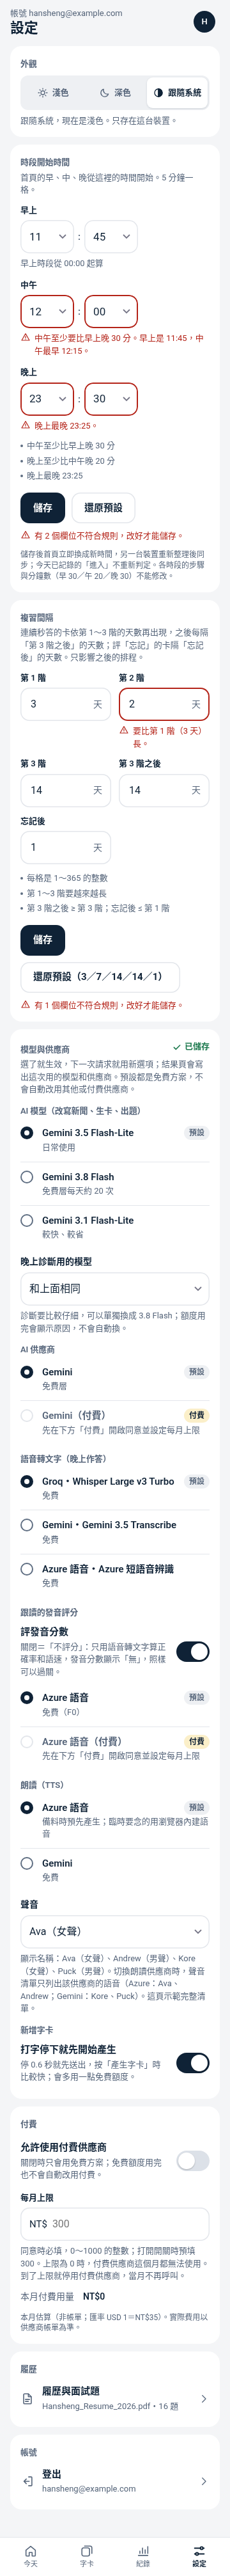 帳號 hansheng@example.com
設定
H
外觀
淺色
深色
跟隨系統
跟隨系統，現在是淺色。只存在這台裝置。
時段開始時間
首頁的早、中、晚從這裡的時間開始。5 分鐘一
格。
早上
11 : 45
早上時段從 00:00 起算
中午
12 : 00
中午至少要比早上晚 30 分。早上是 11:45，中
午最早 12:15。
晚上
23 : 30
晚上最晚 23:25。
• 中午至少比早上晚 30 分
• 晚上至少比中午晚 20 分
• 晚上最晚 23:25
儲存
還原預設
有 2 個欄位不符合規則，改好才能儲存。
儲存後首頁立即換成新時間，另一台裝置重新整理後同
步；今天已記錄的「進入」不重新判定。各時段的步驟
與分鐘數（早 30／午 20／晚 30）不能修改。
複習間隔
連續秒答的卡依第 1～3 階的天數再出現，之後每隔
「第 3 階之後」的天數；評「忘記」的卡隔「忘記
後」的天數。只影響之後的排程。
第 1 階
第 2 階
3 天
2 天
要比第 1 階（3 天）
長。
第 3 階
第 3 階之後
14 天
14 天
忘記後
1 天
• 每格是 1～365 的整數
• 第 1～3 階要越來越長
• 第 3 階之後 ≥ 第 3 階；忘記後 ≤ 第 1 階
儲存
還原預設（3／7／14／14／1）
有 1 個欄位不符合規則，改好才能儲存。
模型與供應商
已儲存
選了就生效，下一次請求就用新選項；結果頁會寫
出這次用的模型和供應商。預設都是免費方案，不
會自動改用其他或付費供應商。
AI 模型（改寫新聞、生卡、出題）
Gemini 3.5 Flash-Lite
預設
日常使用
Gemini 3.8 Flash
免費層每天約 20 次
Gemini 3.1 Flash-Lite
較快、較省
晚上診斷用的模型
和上面相同
診斷要比較仔細，可以單獨換成 3.8 Flash；額度用
完會顯示原因，不會自動換。
AI 供應商
Gemini
預設
免費層
Gemini（付費）
付費
先在下方「付費」開啟同意並設定每月上限
語音轉文字（晚上作答）
Groq・Whisper Large v3 Turbo
預設
免費
Gemini・Gemini 3.5 Transcribe
免費
Azure 語音・Azure 短語音辨識
免費
跟讀的發音評分
評發音分數
關閉＝「不評分」：只用語音轉文字算正
確率和語速，發音分數顯示「無」，照樣
可以過關。
Azure 語音
預設
免費（F0）
Azure 語音（付費）
付費
先在下方「付費」開啟同意並設定每月上限
朗讀（TTS）
Azure 語音
預設
備料時預先產生；臨時要念的用瀏覽器內建語
音
Gemini
免費
聲音
Ava（女聲）
顯示名稱：Ava（女聲）、Andrew（男聲）、Kore
（女聲）、Puck（男聲）。切換朗讀供應商時，聲音
清單只列出該供應商的語音（Azure：Ava、
Andrew；Gemini：Kore、Puck）。這頁示範完整清
單。
新增字卡
打字停下就先開始產生
停 0.6 秒就先送出，按「產生字卡」時
比較快；會多用一點免費額度。
付費
允許使用付費供應商
關閉時只會用免費方案；免費額度用完
也不會自動改用付費。
每月上限
NT$ 300
同意時必填，0～1000 的整數；打開開關時預填
300。上限為 0 時，付費供應商這個月都無法使用。
到了上限就停用付費供應商，當月不再呼叫。
本月付費用量 NT$0
本月估算（非帳單；匯率 USD 1＝NT$35）。實際費用以
供應商帳單為準。
履歷
履歷與面試題
Hansheng_Resume_2026.pdf・16 題
帳號
登出
hansheng@example.com
今天
字卡
紀錄
設定